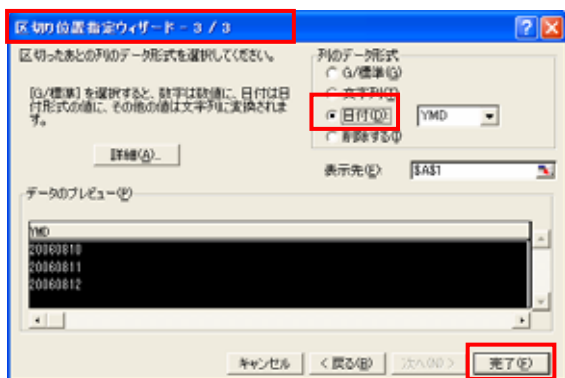 区切り位置指定ウィザード - 3 / 3
区切ったあとの列のデータ形式を選択してください。
[G/標準] を選択すると、数字は数値に、日付は日
付形式の値に、その他の値は文字列に変換されま
す。
詳細(A)...
列のデータ形式
G/標準(G)
文字列(T)
日付(D):
YMD
削除する(I)
表示先(E):
$A$1
データのプレビュー(P)
YMD
20160810
20160811
20160812
キャンセル
< 戻る(B)
次へ(N) >
完了(F)